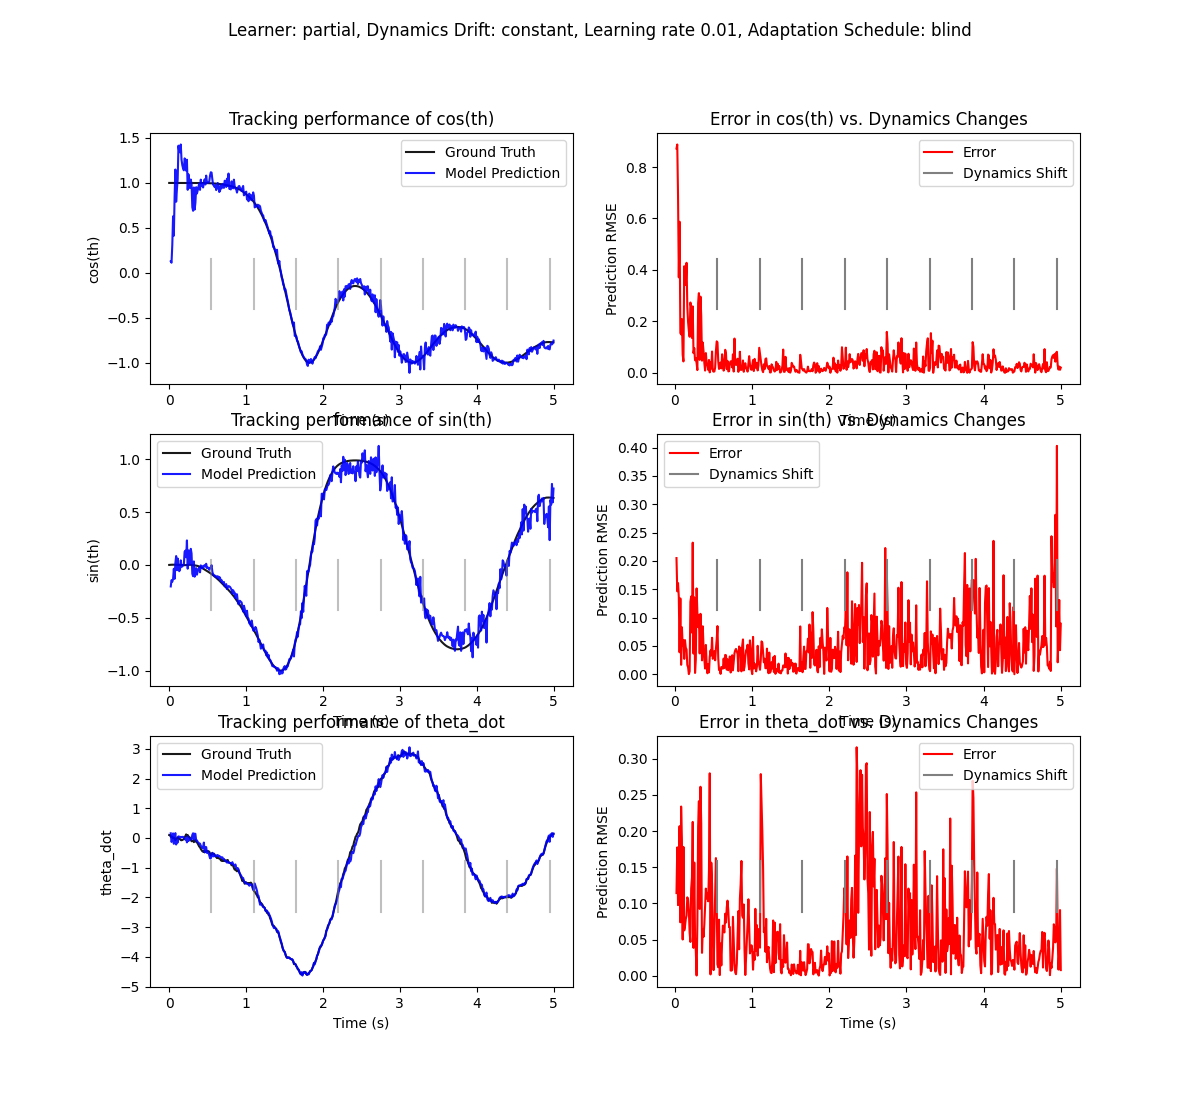 Learner: partial, Dynamics Drift: constant, Learning rate 0.01, Adaptation Schedule: blind
Tracking performance of cos(th)
Error in cos(th) vs. Dynamics Changes
1.5
1.0
0.5
0.0
−0.5
−1.0
cos(th)
Ground Truth
Model Prediction
0 1 2 3 4 5
Time (s)
0.8
0.6
0.4
0.2
0.0
Prediction RMSE
Error
Dynamics Shift
0 1 2 3 4 5
Time (s)
Tracking performance of sin(th)
Error in sin(th) vs. Dynamics Changes
1.0
0.5
0.0
−0.5
−1.0
sin(th)
Ground Truth
Model Prediction
0 1 2 3 4 5
Time (s)
0.40
0.35
0.30
0.25
0.20
0.15
0.10
0.05
0.00
Prediction RMSE
Error
Dynamics Shift
0 1 2 3 4 5
Time (s)
Tracking performance of theta_dot
Error in theta_dot vs. Dynamics Changes
3
2
1
0
−1
−2
−3
−4
−5
theta_dot
Ground Truth
Model Prediction
0 1 2 3 4 5
Time (s)
0.30
0.25
0.20
0.15
0.10
0.05
0.00
Prediction RMSE
Error
Dynamics Shift
0 1 2 3 4 5
Time (s)